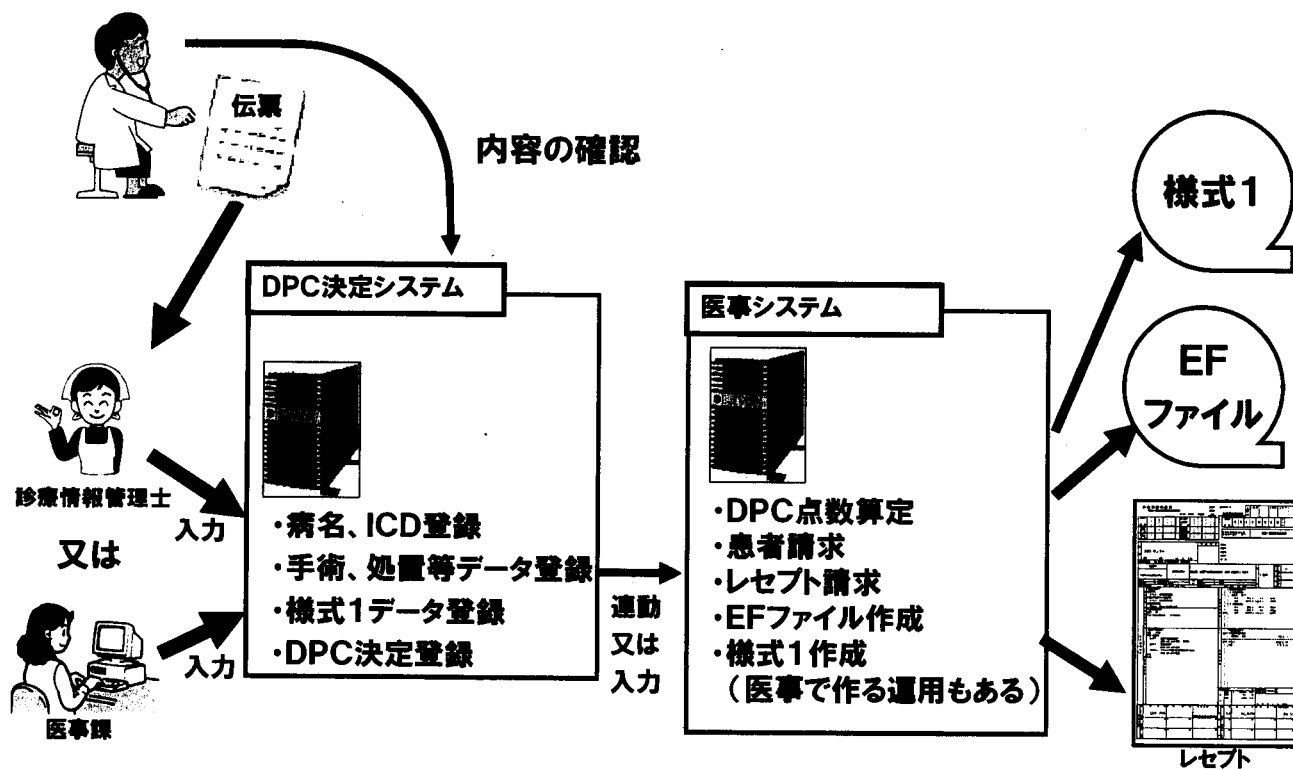 伝票
内容の確認
様式1
DPC決定システム
医事システム
EF
ファイル
診療情報管理士
入力
又は
・病名、ICD登録
・手術、処置等データ登録
・様式1データ登録
・DPC決定登録
連動
又は
入力
・DPC点数算定
・患者請求
・レセプト請求
・EFファイル作成
・様式1作成
（医事で作る運用もある）
入力
医事課
レセプト